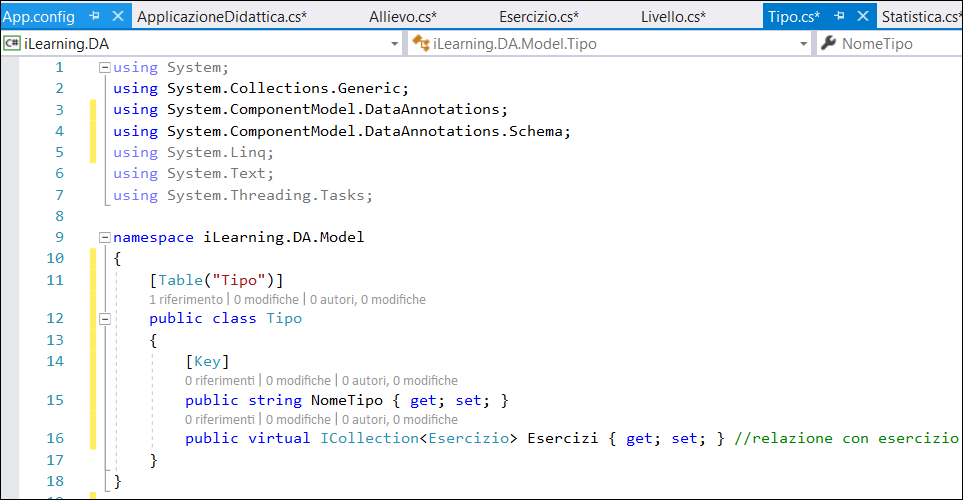 App.config ApplicazioneDidattica.cs* Allievo.cs* Esercizio.cs* Livello.cs* Tipo.cs* Statistica.cs*
C# iLearning.DA iLearning.DA.Model.Tipo NomeTipo
1 using System;
2 using System.Collections.Generic;
3 using System.ComponentModel.DataAnnotations;
4 using System.ComponentModel.DataAnnotations.Schema;
5 using System.Linq;
6 using System.Text;
7 using System.Threading.Tasks;
8
9 namespace iLearning.DA.Model
10 {
11 [Table("Tipo")]
1 riferimento | 0 modifiche | 0 autori, 0 modifiche
12 public class Tipo
13 {
14 [Key]
0 riferimenti | 0 modifiche | 0 autori, 0 modifiche
15 public string NomeTipo { get; set; }
0 riferimenti | 0 modifiche | 0 autori, 0 modifiche
16 public virtual ICollection<Esercizio> Esercizi { get; set; } //relazione con esercizio
17 }
18 }